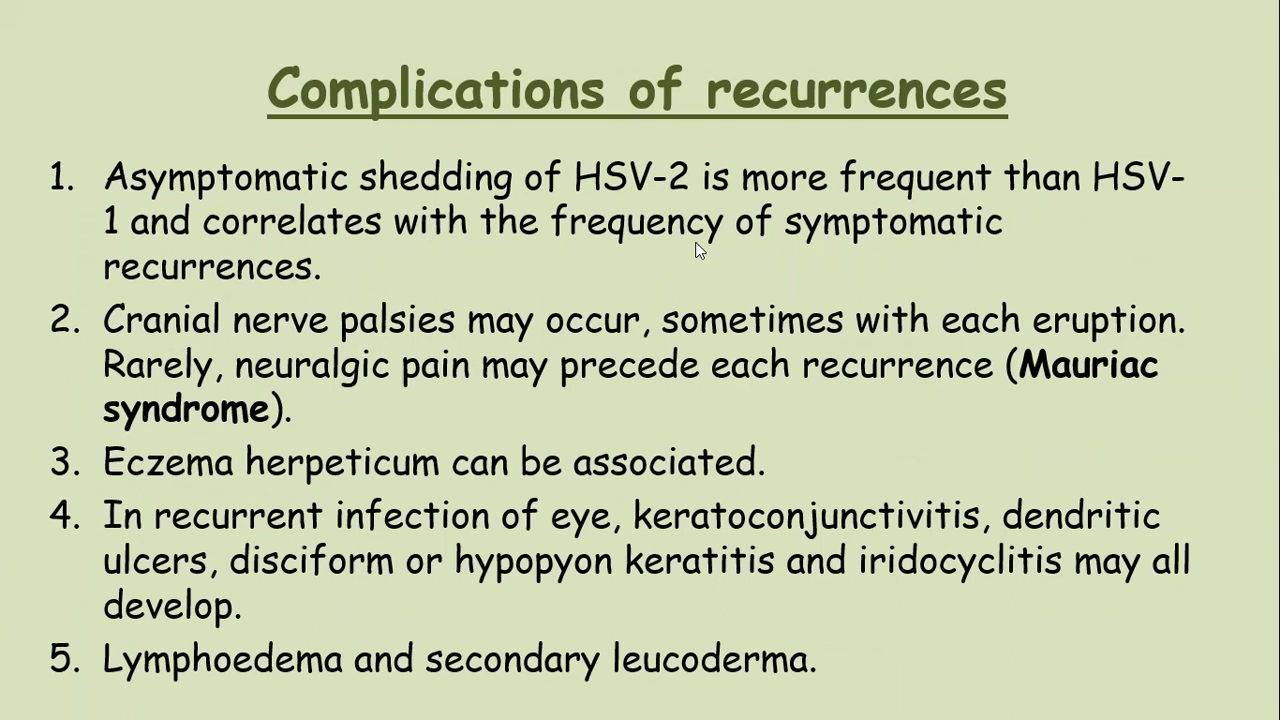 Complications of recurrences
1. Asymptomatic shedding of HSV-2 is more frequent than HSV-
1 and correlates with the frequency of symptomatic
recurrences.
2. Cranial nerve palsies may occur, sometimes with each eruption.
Rarely, neuralgic pain may precede each recurrence (Mauriac
syndrome).
3. Eczema herpeticum can be associated.
4. In recurrent infection of eye, keratoconjunctivitis, dendritic
ulcers, disciform or hypopyon keratitis and iridocyclitis may all
develop.
5. Lymphoedema and secondary leucoderma.